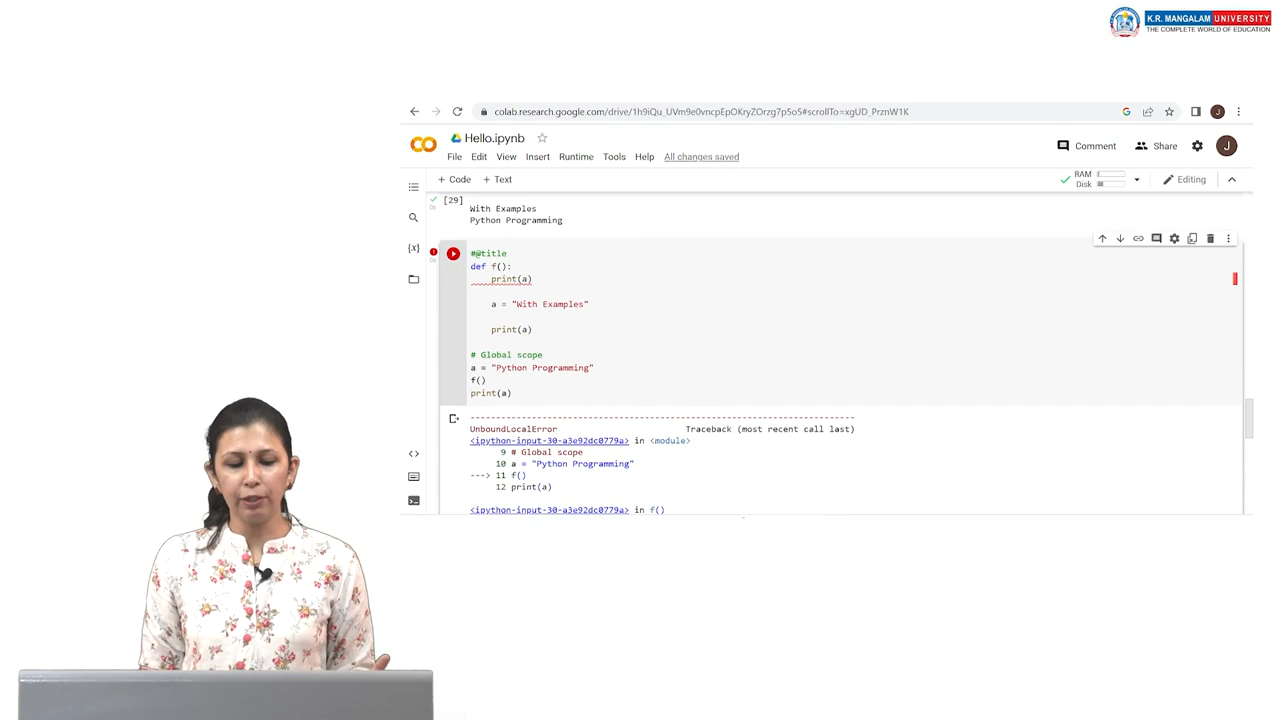 K.R. MANGALAM UNIVERSITY
THE COMPLETE WORLD OF EDUCATION
colab.research.google.com/drive/1h9iQu_UVm9e0vncpEpOKryZOrzg7p5o5#scrollTo=xgUD_PrznW1K
J
Hello.ipynb
Comment
Share
J
File Edit View Insert Runtime Tools Help All changes saved
+ Code + Text
RAM
Disk
Editing
[29]
With Examples
Python Programming
{x}
0s
#@title
def f():
print(a)
a = "With Examples"
print(a)
# Global scope
a = "Python Programming"
f()
print(a)
---------------------------------------------------------------------------
UnboundLocalError Traceback (most recent call last)
<ipython-input-30-a3e92dc0779a> in <module>
9 # Global scope
10 a = "Python Programming"
---> 11 f()
12 print(a)
<ipython-input-30-a3e92dc0779a> in f()